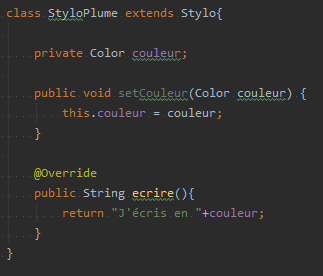 class StyloPlume extends Stylo{
private Color couleur;
public void setCouleur(Color couleur) {
this.couleur = couleur;
}
@Override
public String ecrire(){
return "J'écris en "+couleur;
}
}